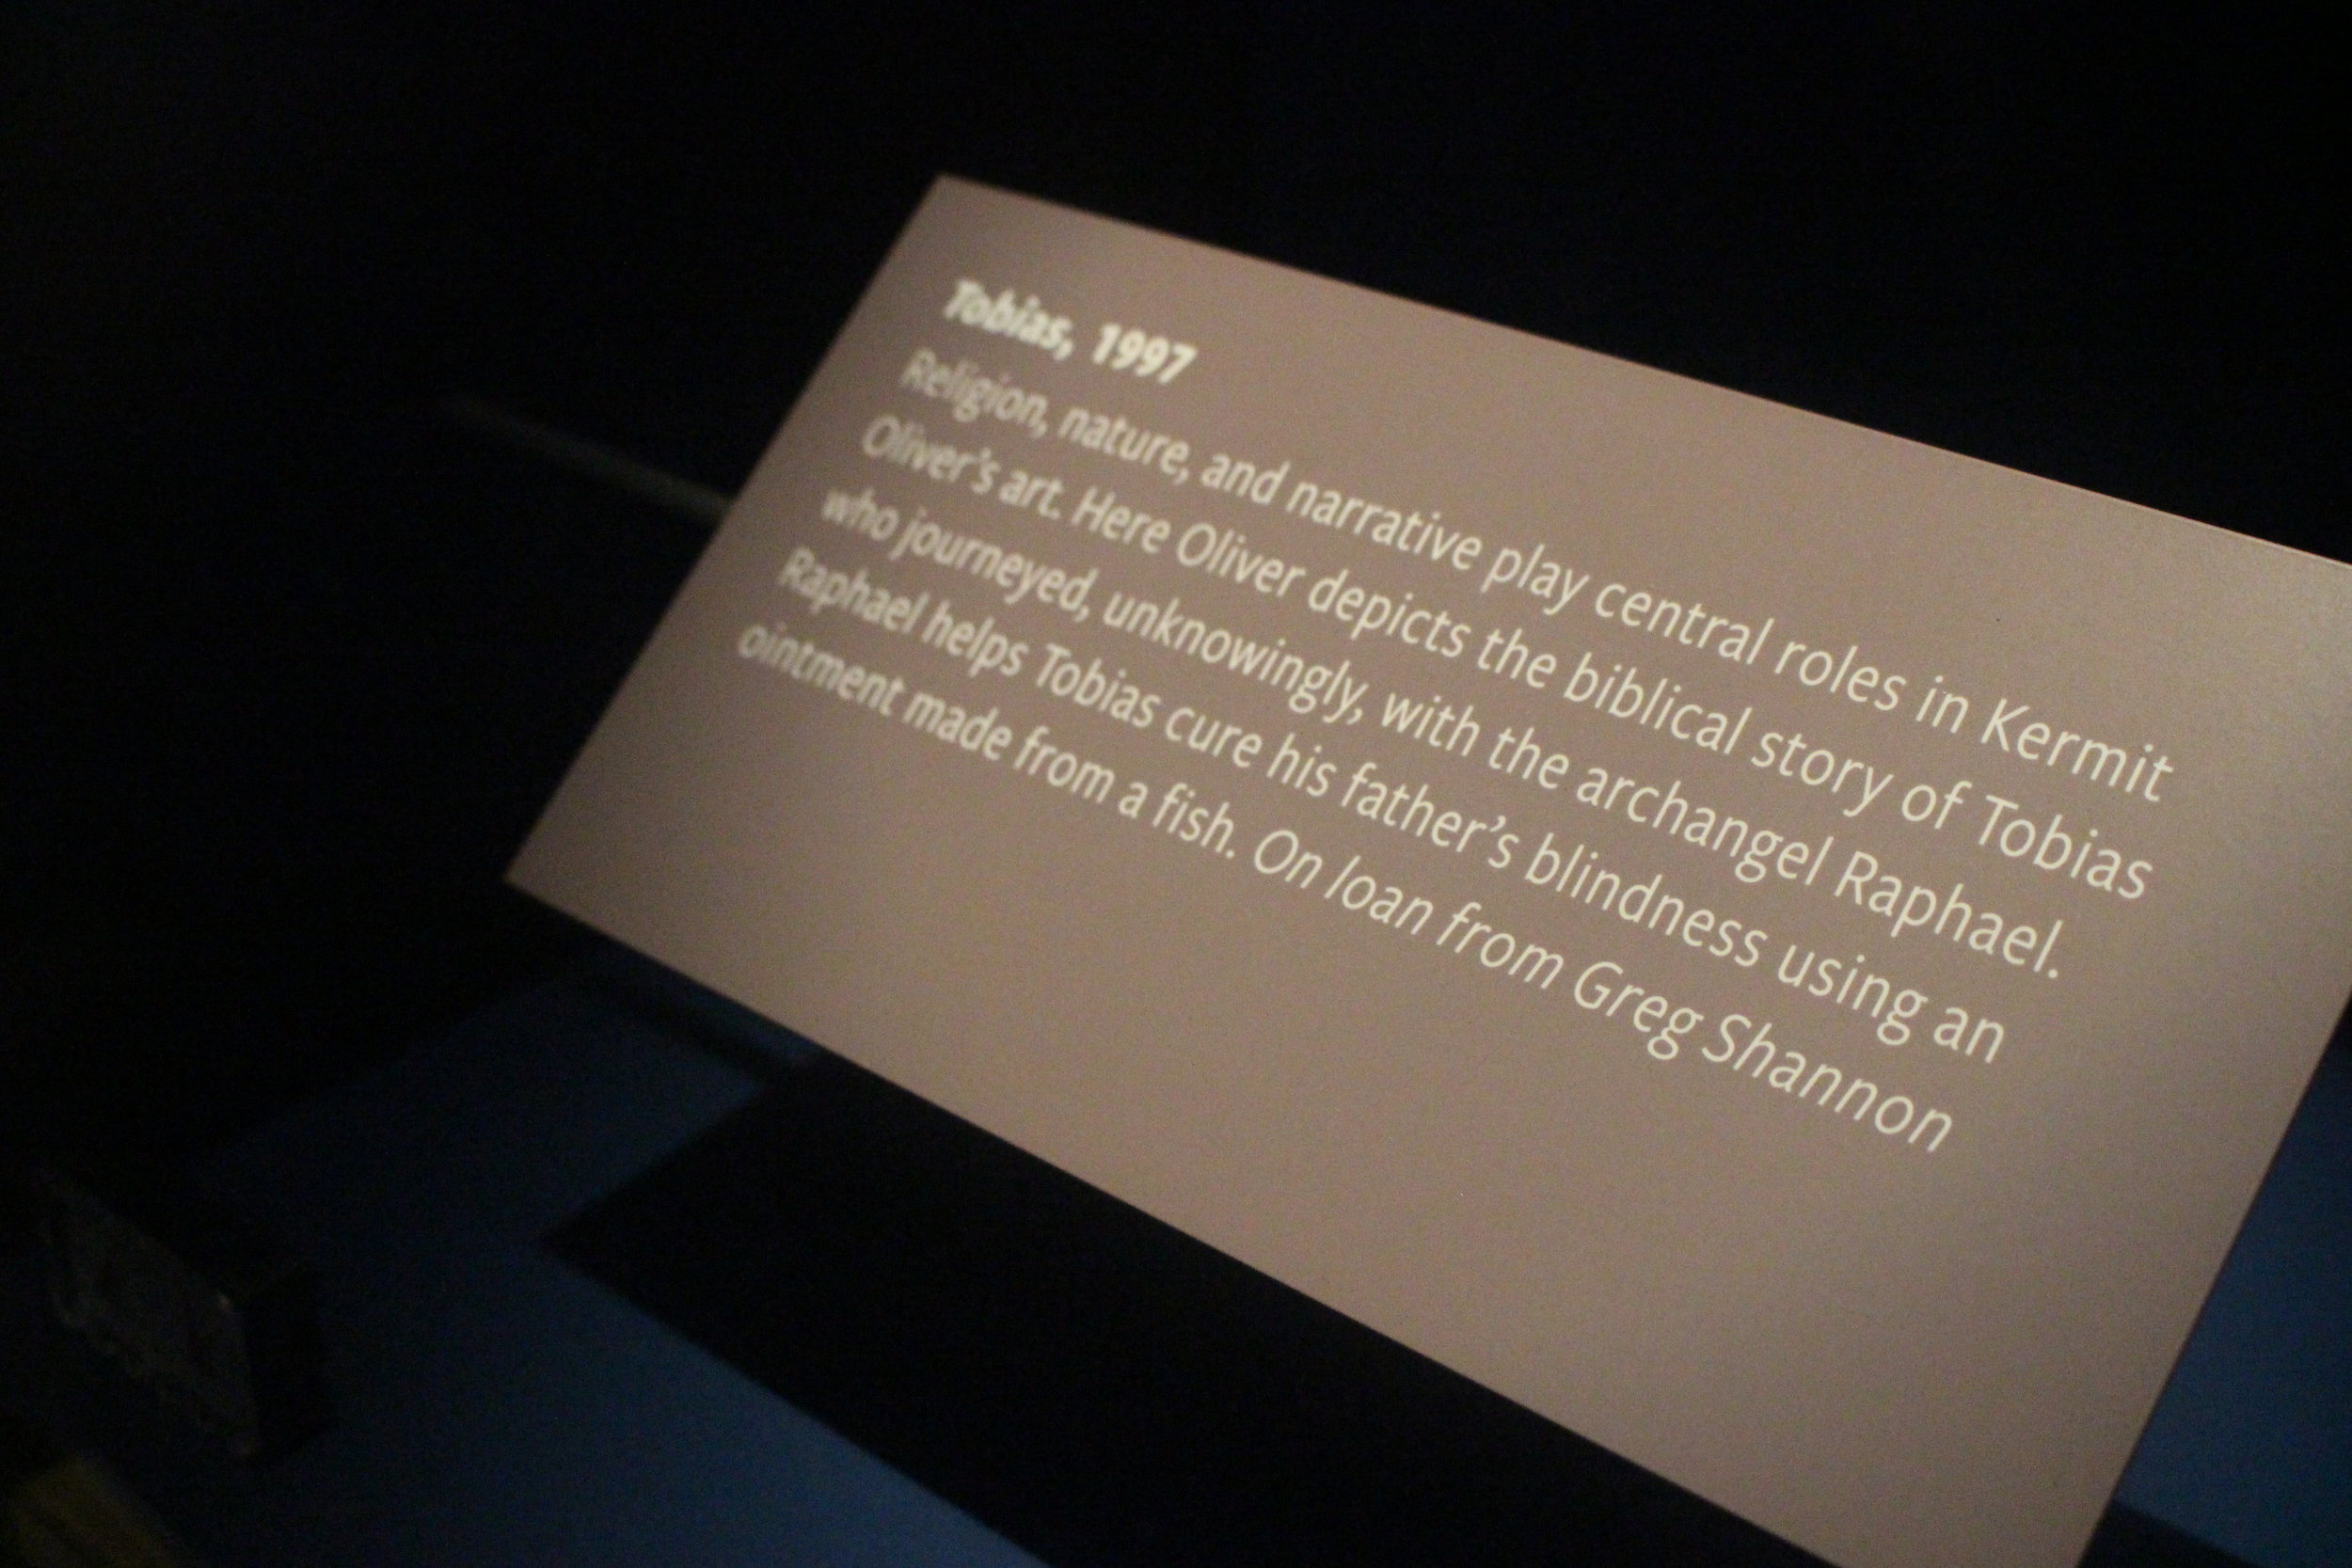 Tobias, 1997
Religion, nature, and narrative play central roles in Kermit
Oliver’s art. Here Oliver depicts the biblical story of Tobias
who journeyed, unknowingly, with the archangel Raphael.
Raphael helps Tobias cure his father’s blindness using an
ointment made from a fish. On loan from Greg Shannon